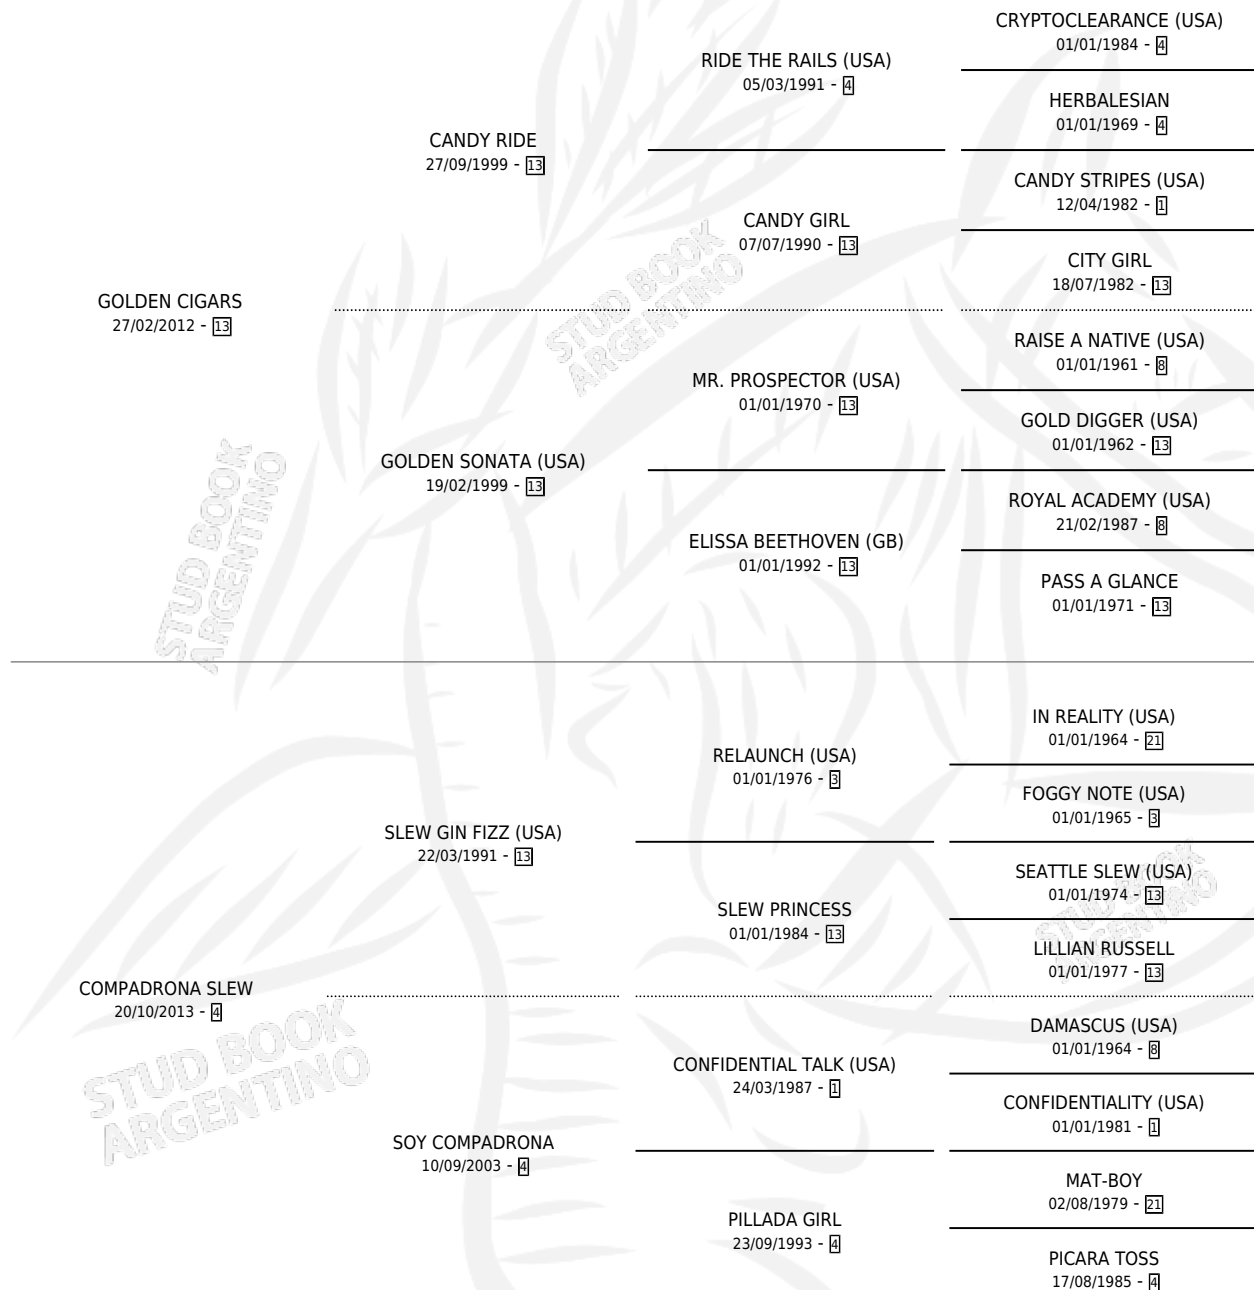 CRYPTOCLEARANCE (USA)
01/01/1984 - 4
RIDE THE RAILS (USA)
05/03/1991 - 4
HERBALESIAN
01/01/1969 - 4
CANDY RIDE
27/09/1999 - 13
CANDY STRIPES (USA)
12/04/1982 - 1
CANDY GIRL
07/07/1990 - 13
CITY GIRL
18/07/1982 - 13
GOLDEN CIGARS
27/02/2012 - 13
RAISE A NATIVE (USA)
01/01/1961 - 8
MR. PROSPECTOR (USA)
01/01/1970 - 13
GOLD DIGGER (USA)
01/01/1962 - 13
GOLDEN SONATA (USA)
19/02/1999 - 13
ROYAL ACADEMY (USA)
21/02/1987 - 8
ELISSA BEETHOVEN (GB)
01/01/1992 - 13
PASS A GLANCE
01/01/1971 - 13
IN REALITY (USA)
01/01/1964 - 21
RELAUNCH (USA)
01/01/1976 - 3
FOGGY NOTE (USA)
01/01/1965 - 3
SLEW GIN FIZZ (USA)
22/03/1991 - 13
SEATTLE SLEW (USA)
01/01/1974 - 13
SLEW PRINCESS
01/01/1984 - 13
LILLIAN RUSSELL
01/01/1977 - 13
COMPADRONA SLEW
20/10/2013 - 4
DAMASCUS (USA)
01/01/1964 - 8
CONFIDENTIAL TALK (USA)
24/03/1987 - 1
CONFIDENTIALITY (USA)
01/01/1981 - 1
SOY COMPADRONA
10/09/2003 - 4
MAT-BOY
02/08/1979 - 21
PILLADA GIRL
23/09/1993 - 4
PICARA TOSS
17/08/1985 - 4
STUD BOOK
ARGENTINO
STUD BOOK
ARGENTINO
STUD BOOK
ARGENTINO
STUD BOOK
ARGENTINO